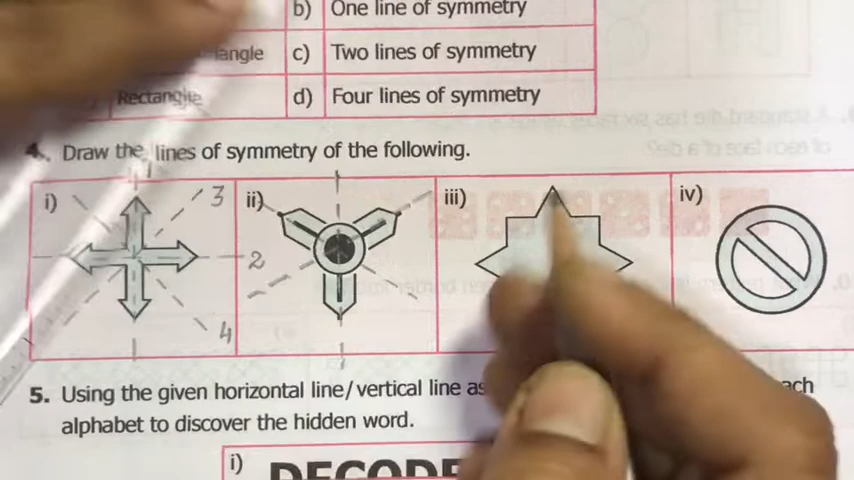 b) One line of symmetry
angle c) Two lines of symmetry
Rectangle d) Four lines of symmetry
4. Draw the lines of symmetry of the following.
i) 1 3 ii) iii) iv)
2
4
5. Using the given horizontal line/vertical line as ach
alphabet to discover the hidden word.
i) DECODE